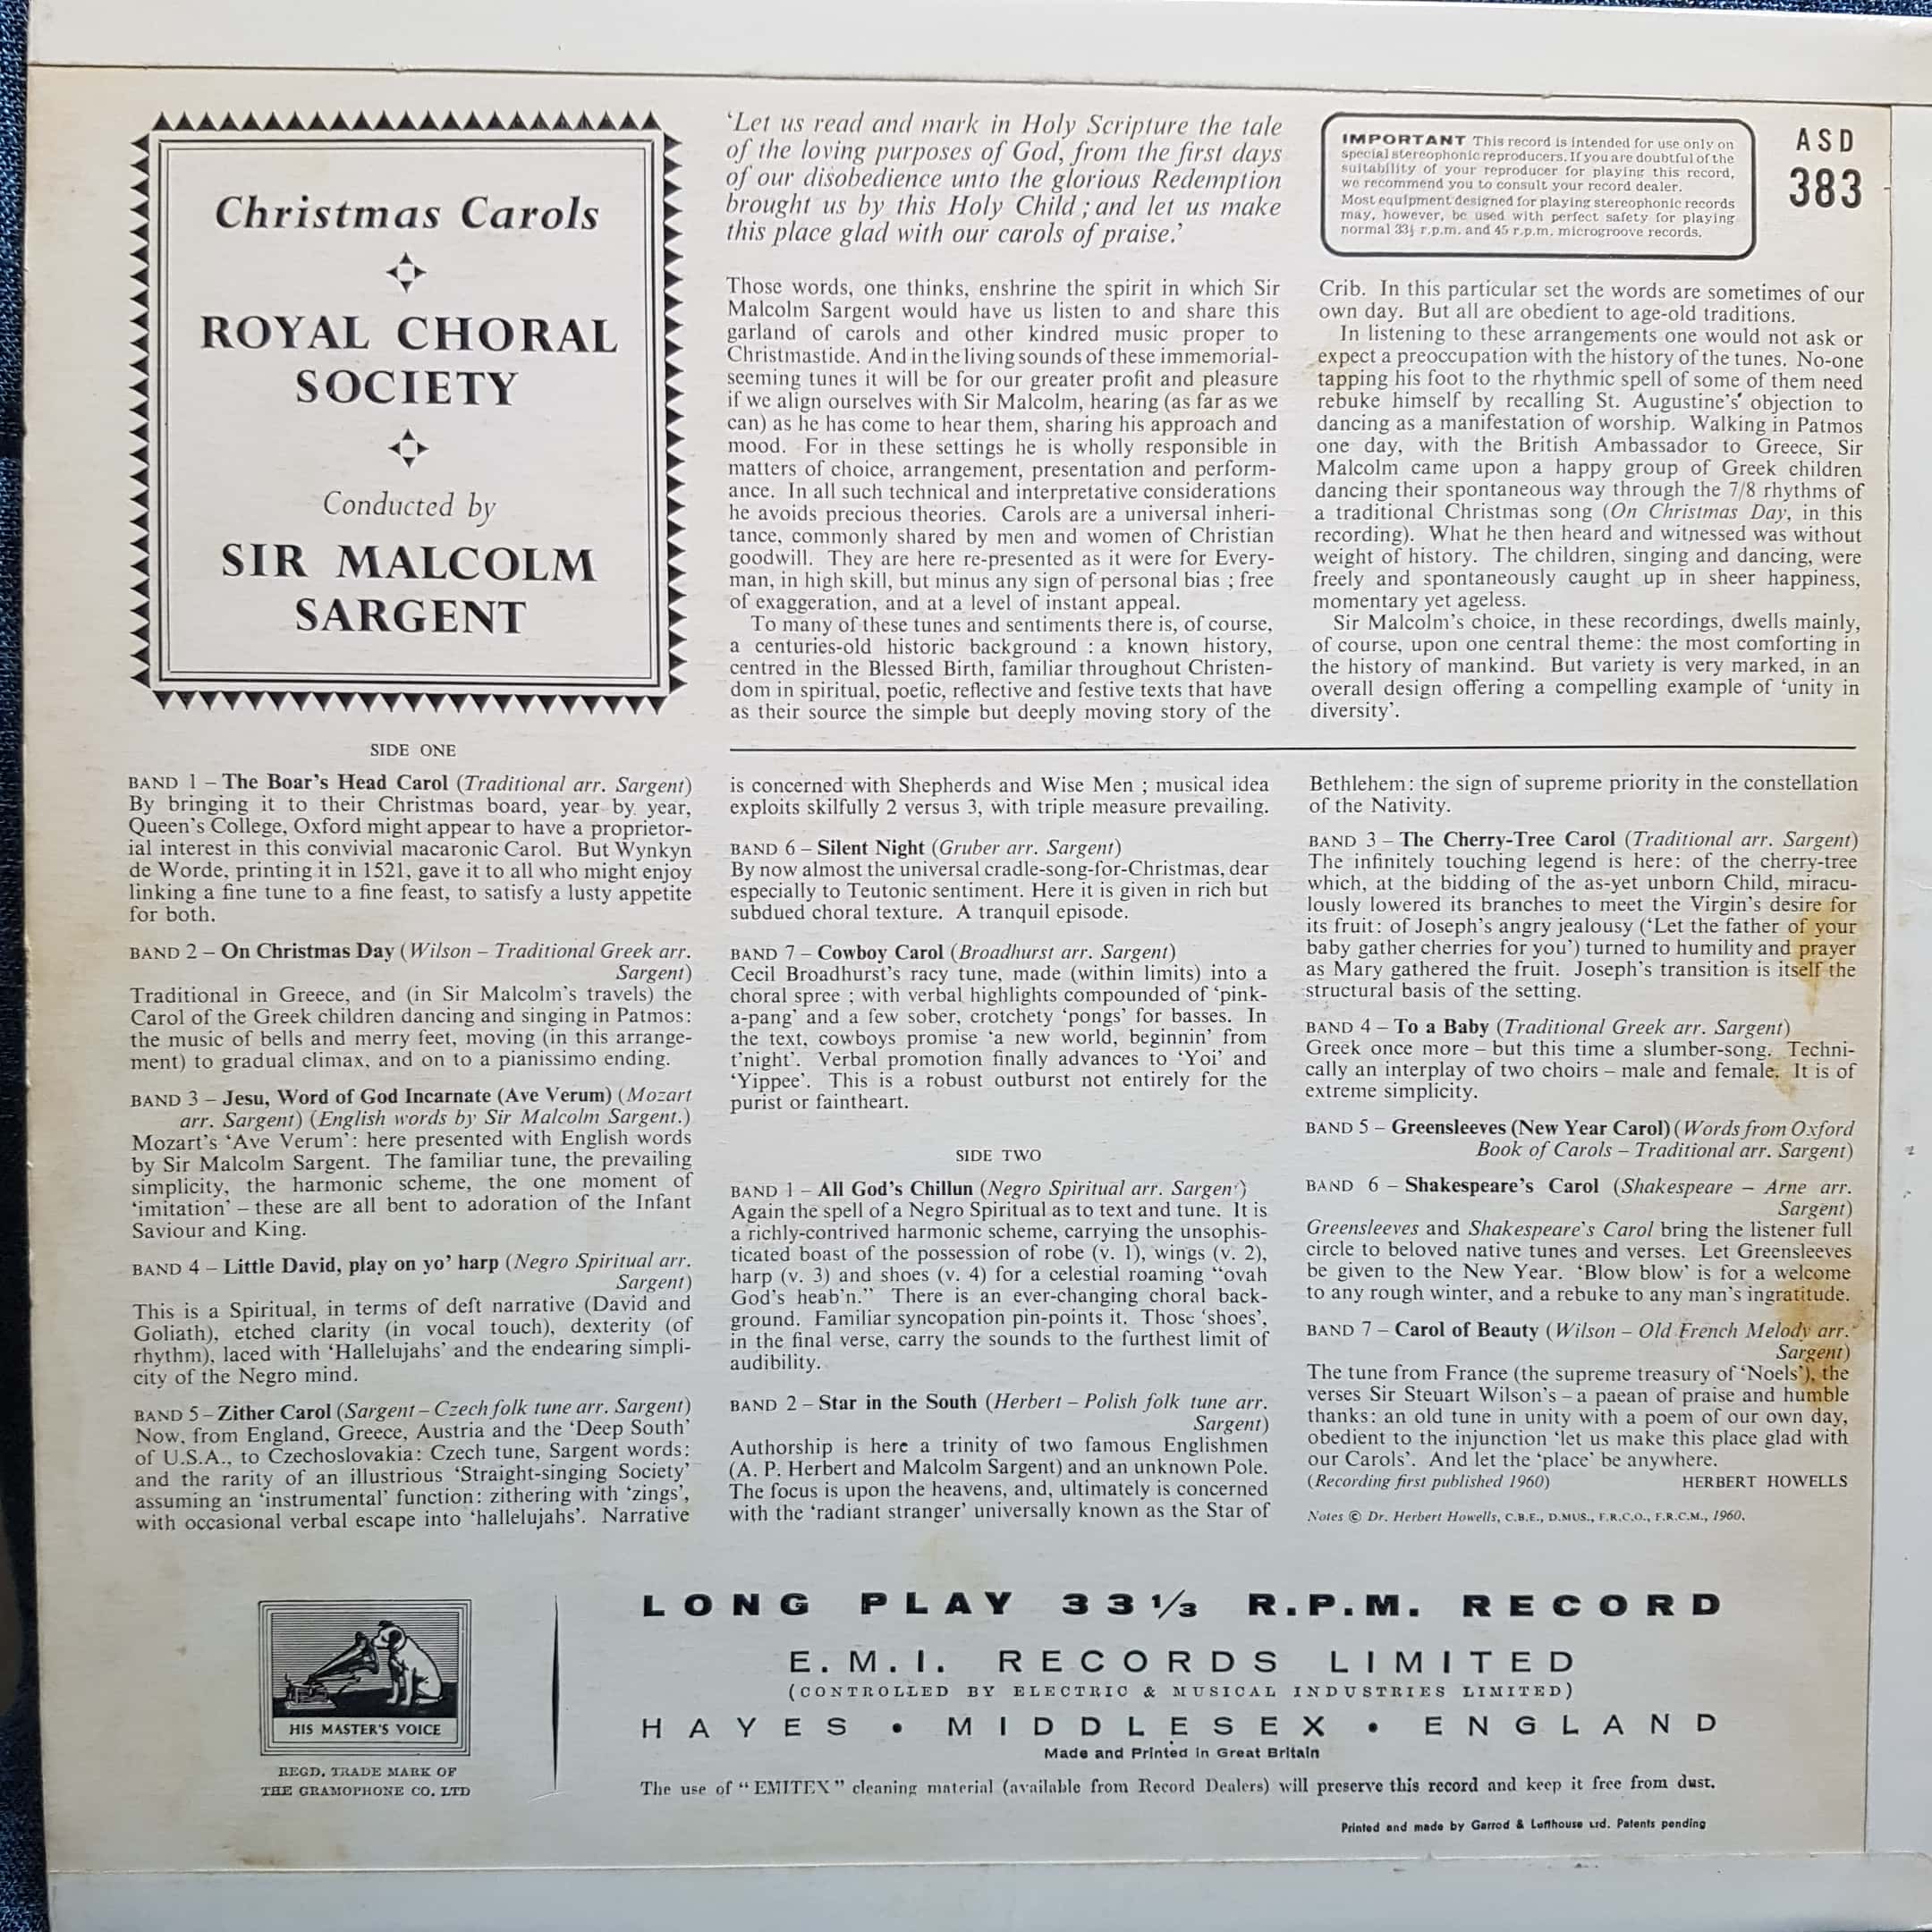 Christmas Carols
ROYAL CHORAL
SOCIETY
Conducted by
SIR MALCOLM
SARGENT
‘Let us read and mark in Holy Scripture the tale
of the loving purposes of God, from the first days
of our disobedience unto the glorious Redemption
brought us by this Holy Child ; and let us make
this place glad with our carols of praise.’
IMPORTANT This record is intended for use only on
special stereophonic reproducers. If you are doubtful of the
suitability of your reproducer for playing this record,
we recommend you to consult your record dealer.
Most equipment designed for playing stereophonic records
may, however, be used with perfect safety for playing
normal 33⅓ r.p.m. and 45 r.p.m. microgroove records.
ASD
383
Those words, one thinks, enshrine the spirit in which Sir
Malcolm Sargent would have us listen to and share this
garland of carols and other kindred music proper to
Christmastide. And in the living sounds of these immemorial-
seeming tunes it will be for our greater profit and pleasure
if we align ourselves with Sir Malcolm, hearing (as far as we
can) as he has come to hear them, sharing his approach and
mood. For in these settings he is wholly responsible in
matters of choice, arrangement, presentation and perform-
ance. In all such technical and interpretative considerations
he avoids precious theories. Carols are a universal inheri-
tance, commonly shared by men and women of Christian
goodwill. They are here re-presented as it were for Every-
man, in high skill, but minus any sign of personal bias ; free
of exaggeration, and at a level of instant appeal.
To many of these tunes and sentiments there is, of course,
a centuries-old historic background : a known history,
centred in the Blessed Birth, familiar throughout Christen-
dom in spiritual, poetic, reflective and festive texts that have
as their source the simple but deeply moving story of the
Crib. In this particular set the words are sometimes of our
own day. But all are obedient to age-old traditions.
In listening to these arrangements one would not ask or
expect a preoccupation with the history of the tunes. No-one
tapping his foot to the rhythmic spell of some of them need
rebuke himself by recalling St. Augustine's objection to
dancing as a manifestation of worship. Walking in Patmos
one day, with the British Ambassador to Greece, Sir
Malcolm came upon a happy group of Greek children
dancing their spontaneous way through the 7/8 rhythms of
a traditional Christmas song (On Christmas Day, in this
recording). What he then heard and witnessed was without
weight of history. The children, singing and dancing, were
freely and spontaneously caught up in sheer happiness,
momentary yet ageless.
Sir Malcolm's choice, in these recordings, dwells mainly,
of course, upon one central theme: the most comforting in
the history of mankind. But variety is very marked, in an
overall design offering a compelling example of ‘unity in
diversity’.
SIDE ONE
BAND 1 – The Boar's Head Carol (Traditional arr. Sargent)
By bringing it to their Christmas board, year by year,
Queen's College, Oxford might appear to have a proprietor-
ial interest in this convivial macaronic Carol. But Wynkyn
de Worde, printing it in 1521, gave it to all who might enjoy
linking a fine tune to a fine feast, to satisfy a lusty appetite
for both.
BAND 2 – On Christmas Day (Wilson – Traditional Greek arr.
Sargent)
Traditional in Greece, and (in Sir Malcolm's travels) the
Carol of the Greek children dancing and singing in Patmos:
the music of bells and merry feet, moving (in this arrange-
ment) to gradual climax, and on to a pianissimo ending.
BAND 3 – Jesu, Word of God Incarnate (Ave Verum) (Mozart
arr. Sargent) (English words by Sir Malcolm Sargent.)
Mozart's ‘Ave Verum’: here presented with English words
by Sir Malcolm Sargent. The familiar tune, the prevailing
simplicity, the harmonic scheme, the one moment of
‘imitation’ – these are all bent to adoration of the Infant
Saviour and King.
BAND 4 – Little David, play on yo' harp (Negro Spiritual arr.
Sargent)
This is a Spiritual, in terms of deft narrative (David and
Goliath), etched clarity (in vocal touch), dexterity (of
rhythm), laced with ‘Hallelujahs’ and the endearing simpli-
city of the Negro mind.
BAND 5 – Zither Carol (Sargent – Czech folk tune arr. Sargent)
Now, from England, Greece, Austria and the ‘Deep South’
of U.S.A., to Czechoslovakia: Czech tune, Sargent words:
and the rarity of an illustrious ‘Straight-singing Society’
assuming an ‘instrumental’ function: zithering with ‘zings’,
with occasional verbal escape into ‘hallelujahs’. Narrative
is concerned with Shepherds and Wise Men ; musical idea
exploits skilfully 2 versus 3, with triple measure prevailing.
BAND 6 – Silent Night (Gruber arr. Sargent)
By now almost the universal cradle-song-for-Christmas, dear
especially to Teutonic sentiment. Here it is given in rich but
subdued choral texture. A tranquil episode.
BAND 7 – Cowboy Carol (Broadhurst arr. Sargent)
Cecil Broadhurst's racy tune, made (within limits) into a
choral spree ; with verbal highlights compounded of ‘pink-
a-pang’ and a few sober, crotchety ‘pongs’ for basses. In
the text, cowboys promise ‘a new world, beginnin' from
t'night’. Verbal promotion finally advances to ‘Yoi’ and
‘Yippee’. This is a robust outburst not entirely for the
purist or faintheart.
SIDE TWO
BAND 1 – All God's Chillun (Negro Spiritual arr. Sargent)
Again the spell of a Negro Spiritual as to text and tune. It is
a richly-contrived harmonic scheme, carrying the unsophis-
ticated boast of the possession of robe (v. 1), wings (v. 2),
harp (v. 3) and shoes (v. 4) for a celestial roaming “ovah
God's heab'n.” There is an ever-changing choral back-
ground. Familiar syncopation pin-points it. Those ‘shoes’,
in the final verse, carry the sounds to the furthest limit of
audibility.
BAND 2 – Star in the South (Herbert – Polish folk tune arr.
Sargent)
Authorship is here a trinity of two famous Englishmen
(A. P. Herbert and Malcolm Sargent) and an unknown Pole.
The focus is upon the heavens, and, ultimately is concerned
with the ‘radiant stranger’ universally known as the Star of
Bethlehem: the sign of supreme priority in the constellation
of the Nativity.
BAND 3 – The Cherry-Tree Carol (Traditional arr. Sargent)
The infinitely touching legend is here: of the cherry-tree
which, at the bidding of the as-yet unborn Child, miracu-
lously lowered its branches to meet the Virgin's desire for
its fruit: of Joseph's angry jealousy (‘Let the father of your
baby gather cherries for you’) turned to humility and prayer
as Mary gathered the fruit. Joseph's transition is itself the
structural basis of the setting.
BAND 4 – To a Baby (Traditional Greek arr. Sargent)
Greek once more – but this time a slumber-song. Techni-
cally an interplay of two choirs – male and female. It is of
extreme simplicity.
BAND 5 – Greensleeves (New Year Carol) (Words from Oxford
Book of Carols – Traditional arr. Sargent)
BAND 6 – Shakespeare's Carol (Shakespeare – Arne arr.
Sargent)
Greensleeves and Shakespeare's Carol bring the listener full
circle to beloved native tunes and verses. Let Greensleeves
be given to the New Year. ‘Blow blow’ is for a welcome
to any rough winter, and a rebuke to any man's ingratitude.
BAND 7 – Carol of Beauty (Wilson – Old French Melody arr.
Sargent)
The tune from France (the supreme treasury of ‘Noels’), the
verses Sir Steuart Wilson's – a paean of praise and humble
thanks: an old tune in unity with a poem of our own day,
obedient to the injunction ‘let us make this place glad with
our Carols’. And let the ‘place’ be anywhere.
(Recording first published 1960) HERBERT HOWELLS
Notes © Dr. Herbert Howells, C.B.E., D.MUS., F.R.C.O., F.R.C.M., 1960.
HIS MASTER'S VOICE
REGD. TRADE MARK OF
THE GRAMOPHONE CO. LTD
LONG PLAY 33 1/3 R.P.M. RECORD
E.M.I. RECORDS LIMITED
(CONTROLLED BY ELECTRIC & MUSICAL INDUSTRIES LIMITED)
HAYES • MIDDLESEX • ENGLAND
Made and Printed in Great Britain
The use of “EMITEX” cleaning material (available from Record Dealers) will preserve this record and keep it free from dust.
Printed and made by Garrod & Lofthouse Ltd. Patents pending